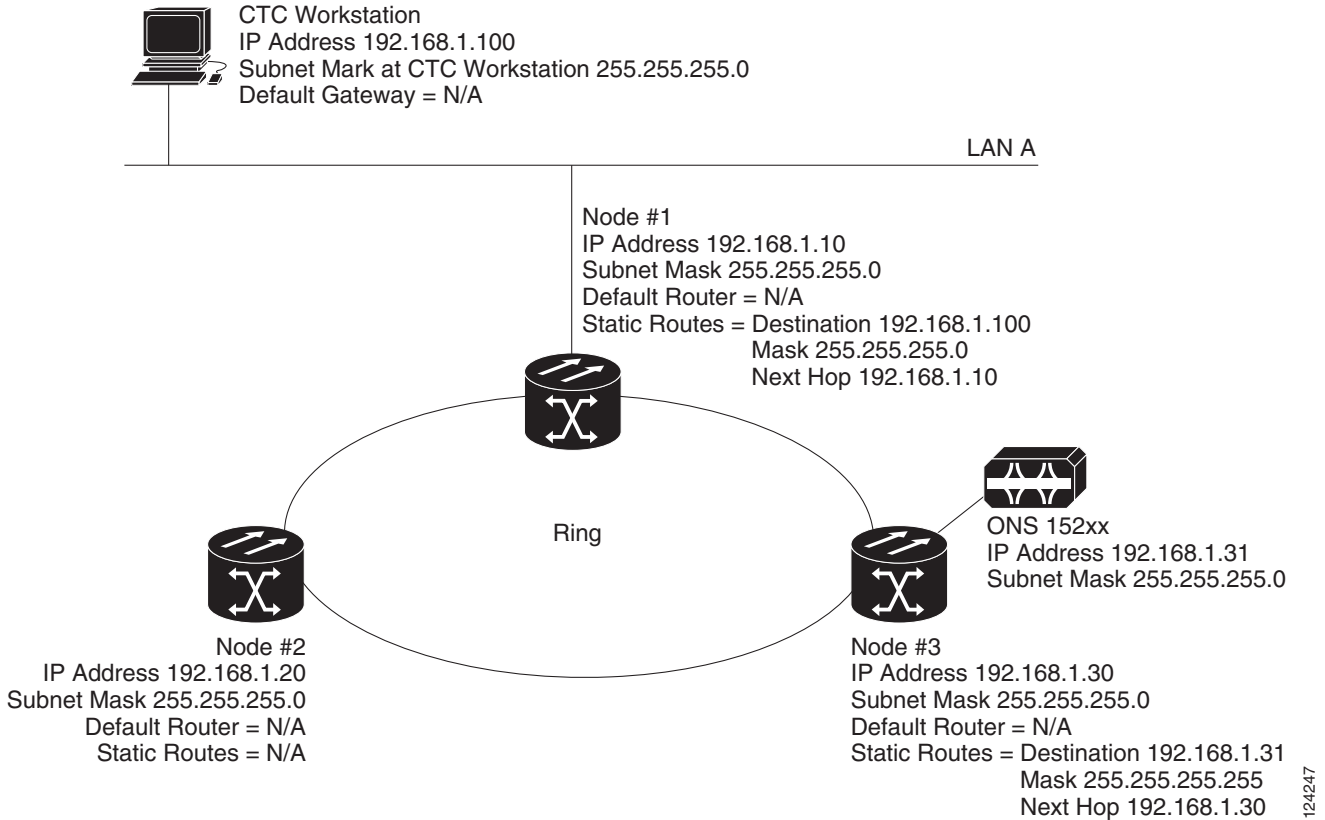 CTC Workstation
IP Address 192.168.1.100
Subnet Mark at CTC Workstation 255.255.255.0
Default Gateway = N/A
LAN A
Node #1
IP Address 192.168.1.10
Subnet Mask 255.255.255.0
Default Router = N/A
Static Routes = Destination 192.168.1.100
Mask 255.255.255.0
Next Hop 192.168.1.10
Ring
ONS 152xx
IP Address 192.168.1.31
Subnet Mask 255.255.255.0
Node #2
IP Address 192.168.1.20
Subnet Mask 255.255.255.0
Default Router = N/A
Static Routes = N/A
Node #3
IP Address 192.168.1.30
Subnet Mask 255.255.255.0
Default Router = N/A
Static Routes = Destination 192.168.1.31
Mask 255.255.255.255
Next Hop 192.168.1.30
124247